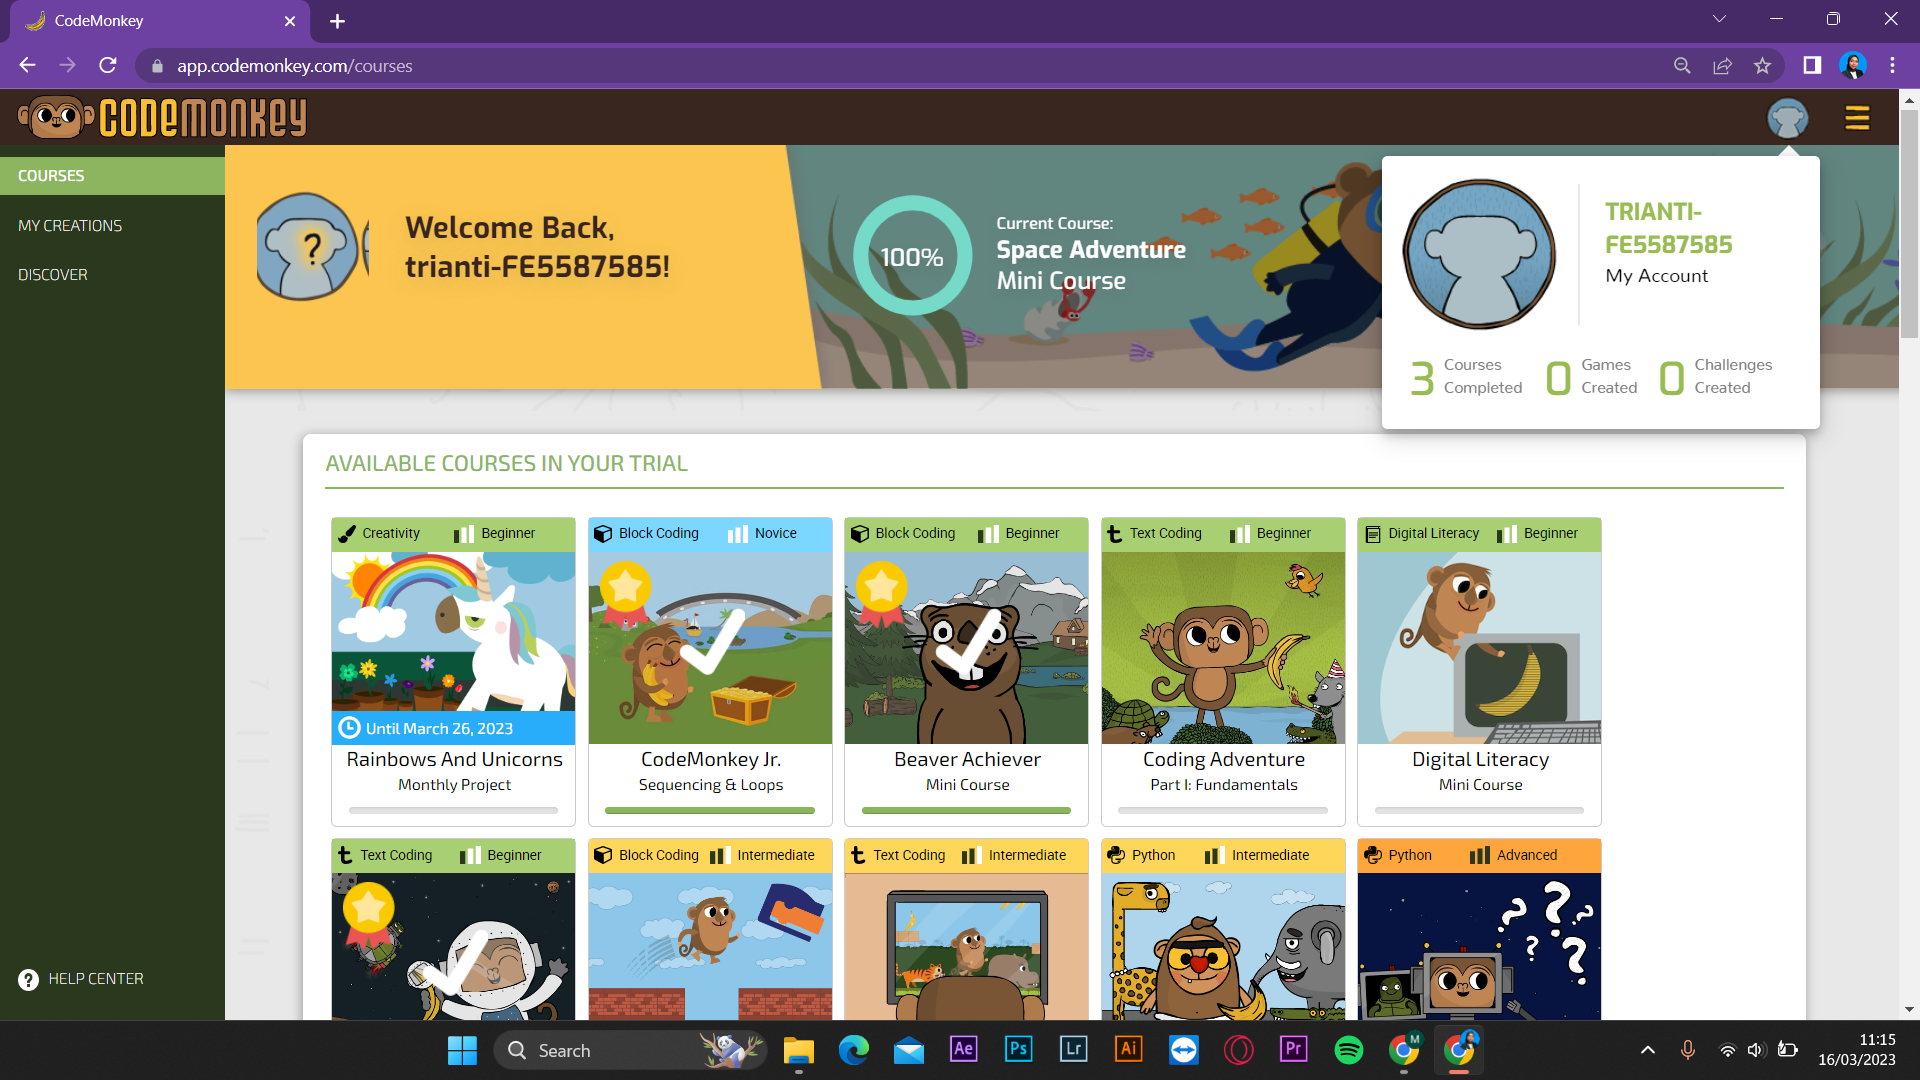 CodeMonkey
app.codemonkey.com/courses
CODEMONKEY
COURSES
MY CREATIONS
DISCOVER
HELP CENTER
Welcome Back,
trianti-FE5587585!
100%
Current Course:
Space Adventure
Mini Course
TRIANTI-
FE5587585
My Account
3 Courses Completed
0 Games Created
0 Challenges Created
AVAILABLE COURSES IN YOUR TRIAL
Creativity Beginner
Until March 26, 2023
Rainbows And Unicorns
Monthly Project
Block Coding Novice
CodeMonkey Jr.
Sequencing & Loops
Block Coding Beginner
Beaver Achiever
Mini Course
Text Coding Beginner
Coding Adventure
Part I: Fundamentals
Digital Literacy Beginner
Digital Literacy
Mini Course
Text Coding Beginner
Block Coding Intermediate
Text Coding Intermediate
Python Intermediate
Python Advanced
Search
Ae
Ps
Lr
Ai
Pr
M
11:15
16/03/2023